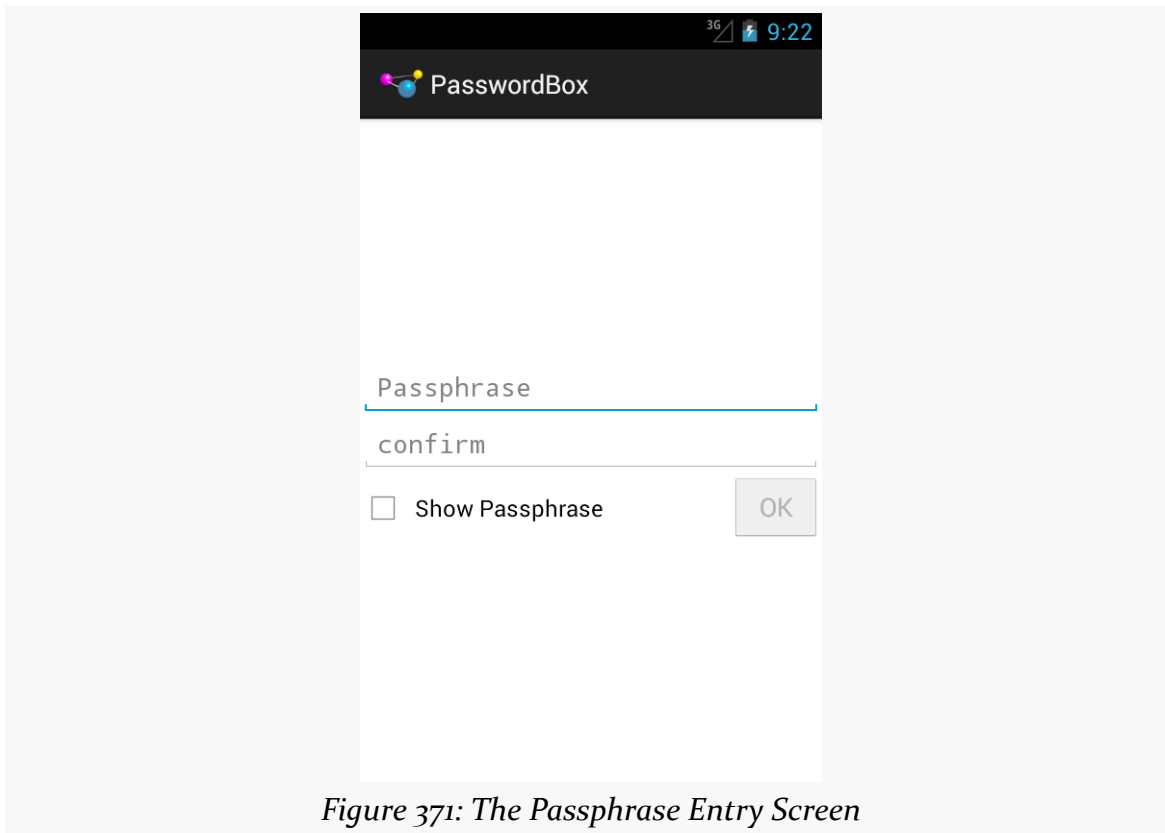 3G 9:22
PasswordBox
Passphrase
confirm
Show Passphrase OK
Figure 371: The Passphrase Entry Screen